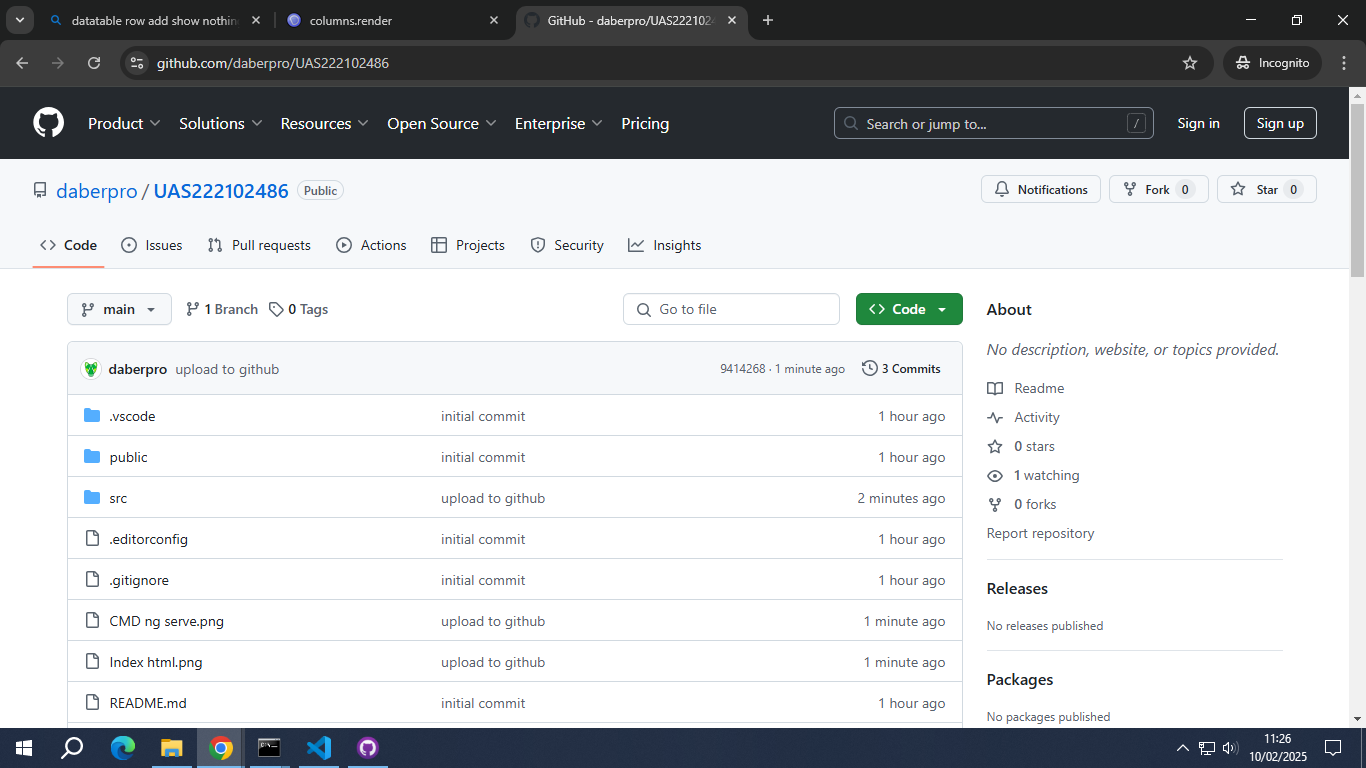 datatable row add show nothin
columns.render
GitHub - daberpro/UAS2221024
github.com/daberpro/UAS222102486
Incognito
Product
Solutions
Resources
Open Source
Enterprise
Pricing
Search or jump to...
/
Sign in
Sign up
daberpro / UAS222102486
Public
Notifications
Fork 0
Star 0
Code
Issues
Pull requests
Actions
Projects
Security
Insights
main
1 Branch
0 Tags
Go to file
Code
daberpro upload to github
9414268 · 1 minute ago
3 Commits
.vscode
initial commit
1 hour ago
public
initial commit
1 hour ago
src
upload to github
2 minutes ago
.editorconfig
initial commit
1 hour ago
.gitignore
initial commit
1 hour ago
CMD ng serve.png
upload to github
1 minute ago
Index html.png
upload to github
1 minute ago
README.md
initial commit
1 hour ago
About
No description, website, or topics provided.
Readme
Activity
0 stars
1 watching
0 forks
Report repository
Releases
No releases published
Packages
No packages published
11:26
10/02/2025